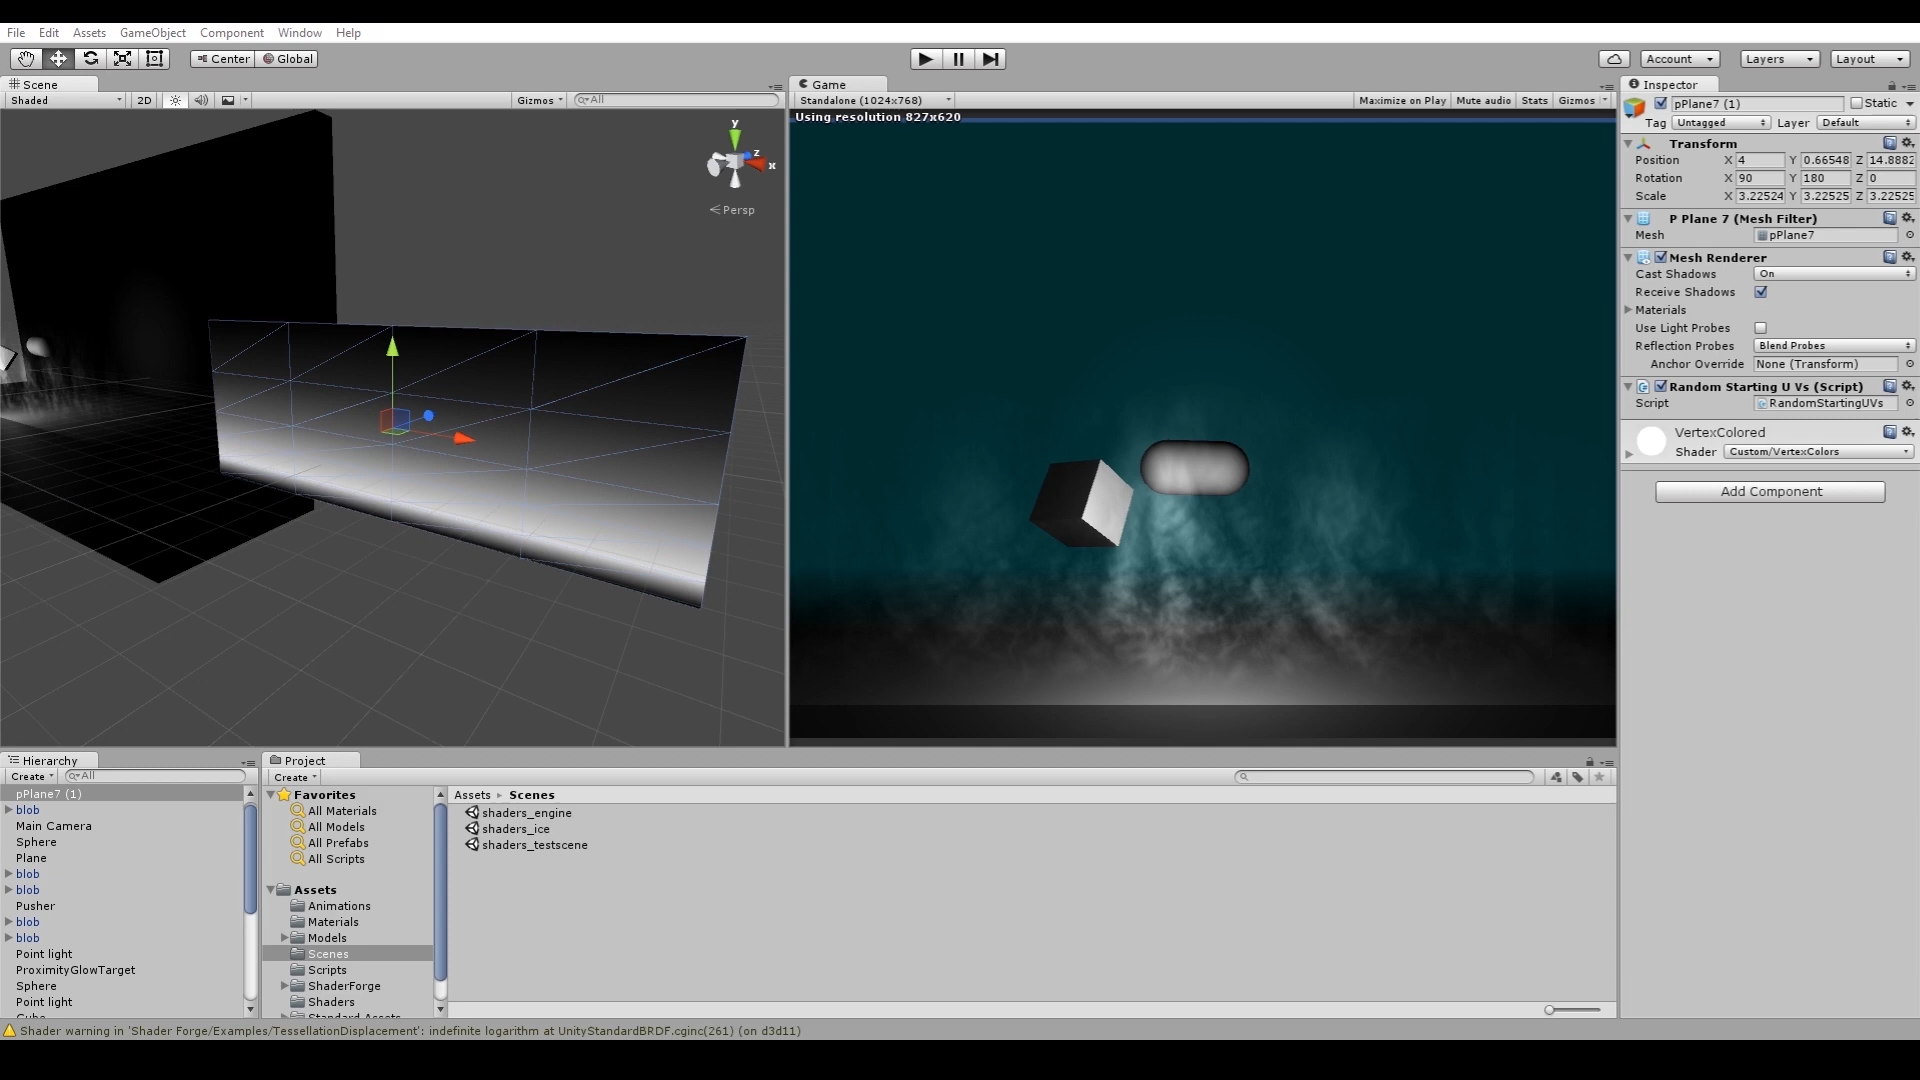 File Edit Assets GameObject Component Window Help
Center Global Account Layers Layout
Scene
Shaded 2D Gizmos All
y
z
x
Persp
Game
Standalone (1024x768) Maximize on Play Mute audio Stats Gizmos
Using resolution 827x620
Inspector
pPlane7 (1) Static
Tag Untagged Layer Default
Transform
Position X 4 Y 0.66548 Z 14.8882
Rotation X 90 Y 180 Z 0
Scale X 3.22524 Y 3.22525 Z 3.22525
P Plane 7 (Mesh Filter)
Mesh pPlane7
Mesh Renderer
Cast Shadows On
Receive Shadows
Materials
Use Light Probes
Reflection Probes Blend Probes
Anchor Override None (Transform)
Random Starting U Vs (Script)
Script RandomStartingUVs
VertexColored
Shader Custom/VertexColors
Add Component
Hierarchy
Create All
pPlane7 (1)
blob
Main Camera
Sphere
Plane
blob
blob
Pusher
blob
blob
Point light
ProximityGlowTarget
Sphere
Point light
Cube
Project
Create
Favorites
All Materials
All Models
All Prefabs
All Scripts
Assets
Animations
Materials
Models
Scenes
Scripts
ShaderForge
Shaders
Standard Assets
Assets Scenes
shaders_engine
shaders_ice
shaders_testscene
Shader warning in 'Shader Forge/Examples/TessellationDisplacement': indefinite logarithm at UnityStandardBRDF.cginc(261) (on d3d11)